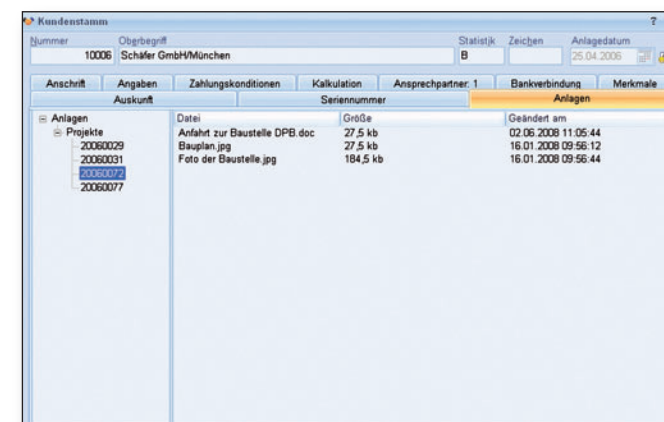 Kundenstamm ?
Nummer Oberbegriff Statistik Zeichen Anlagedatum
10006 Schäfer GmbH/München B 25.04.2006
Anschrift Angaben Zahlungskonditionen Kalkulation Ansprechpartner: 1 Bankverbindung Merkmale
Auskunft Seriennummer Anlagen
Anlagen Datei Größe Geändert am
Projekte Anfahrt zur Baustelle DPB.doc 27,5 kb 02.06.2008 11:05:44
20060029 Bauplan.jpg 27,5 kb 16.01.2008 09:56:12
20060031 Foto der Baustelle.jpg 184,5 kb 16.01.2008 09:56:44
20060072
20060077